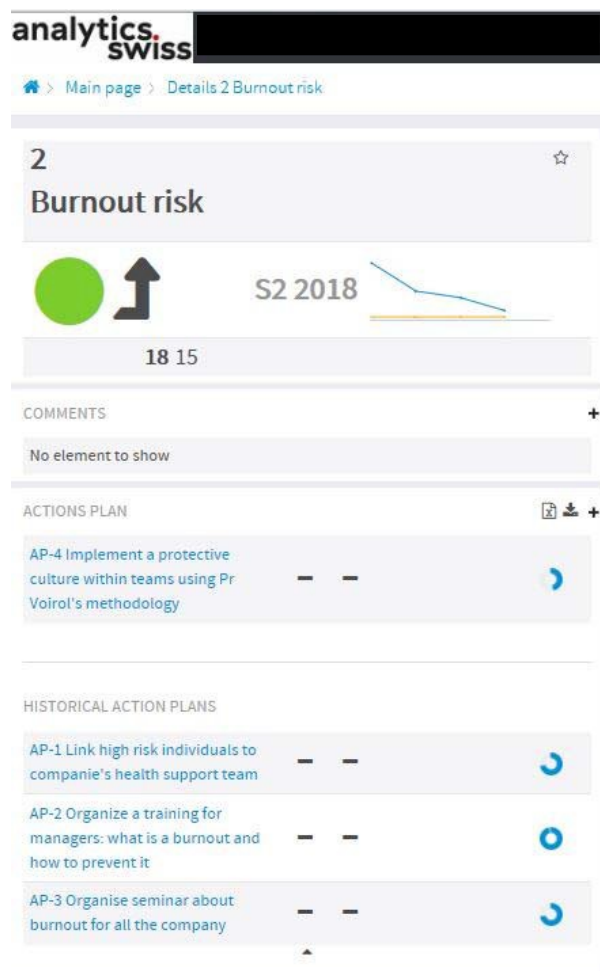 analytics.
swiss
Main page > Details 2 Burnout risk
2
Burnout risk
S2 2018
18 15
COMMENTS
+
No element to show
ACTIONS PLAN
+
AP-4 Implement a protective
culture within teams using Pr
Voirol's methodology
HISTORICAL ACTION PLANS
AP-1 Link high risk individuals to
companie's health support team
AP-2 Organize a training for
managers: what is a burnout and
how to prevent it
AP-3 Organise seminar about
burnout for all the company